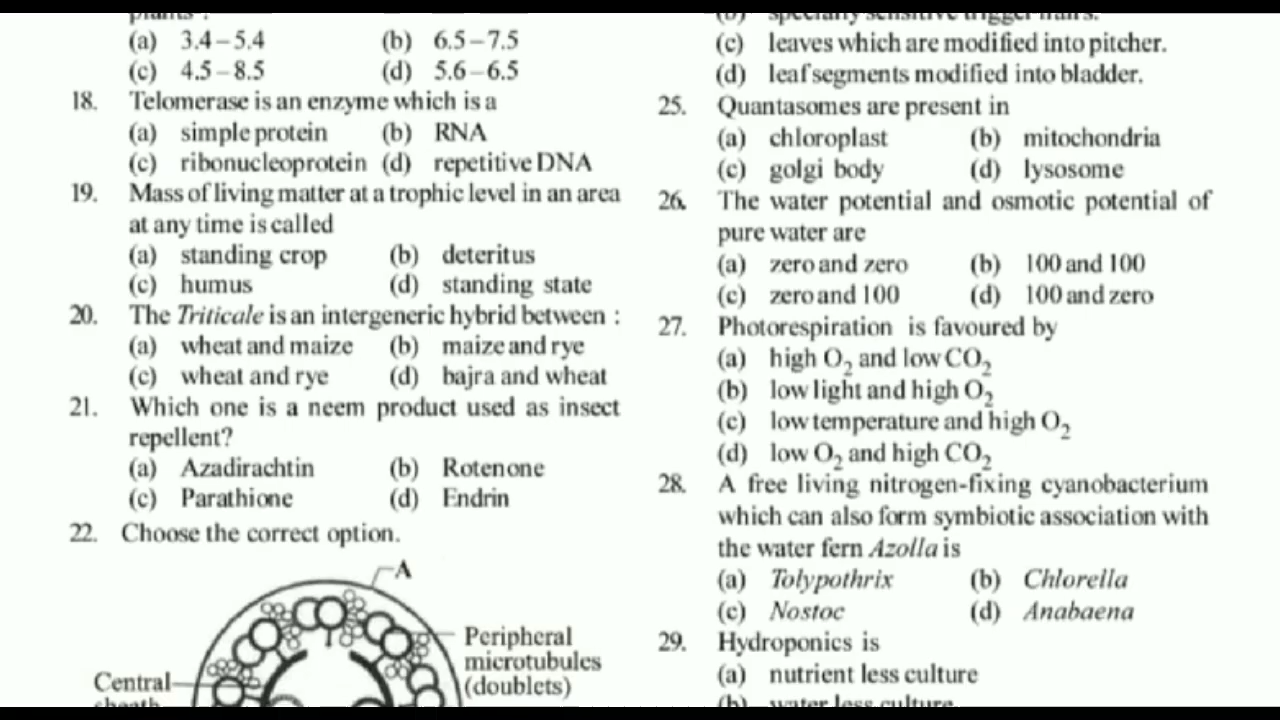 plants ?
(a) 3.4 – 5.4 (b) 6.5 – 7.5
(c) 4.5 – 8.5 (d) 5.6 – 6.5
18. Telomerase is an enzyme which is a
(a) simple protein (b) RNA
(c) ribonucleoprotein (d) repetitive DNA
19. Mass of living matter at a trophic level in an area
at any time is called
(a) standing crop (b) deteritus
(c) humus (d) standing state
20. The Triticale is an intergeneric hybrid between :
(a) wheat and maize (b) maize and rye
(c) wheat and rye (d) bajra and wheat
21. Which one is a neem product used as insect
repellent?
(a) Azadirachtin (b) Rotenone
(c) Parathione (d) Endrin
22. Choose the correct option.
A
Peripheral
microtubules
(doublets)
Central
sheath
(b) specially sensitive trigger hairs.
(c) leaves which are modified into pitcher.
(d) leaf segments modified into bladder.
25. Quantasomes are present in
(a) chloroplast (b) mitochondria
(c) golgi body (d) lysosome
26. The water potential and osmotic potential of
pure water are
(a) zero and zero (b) 100 and 100
(c) zero and 100 (d) 100 and zero
27. Photorespiration is favoured by
(a) high O₂ and low CO₂
(b) low light and high O₂
(c) low temperature and high O₂
(d) low O₂ and high CO₂
28. A free living nitrogen-fixing cyanobacterium
which can also form symbiotic association with
the water fern Azolla is
(a) Tolypothrix (b) Chlorella
(c) Nostoc (d) Anabaena
29. Hydroponics is
(a) nutrient less culture
(b) water less culture.